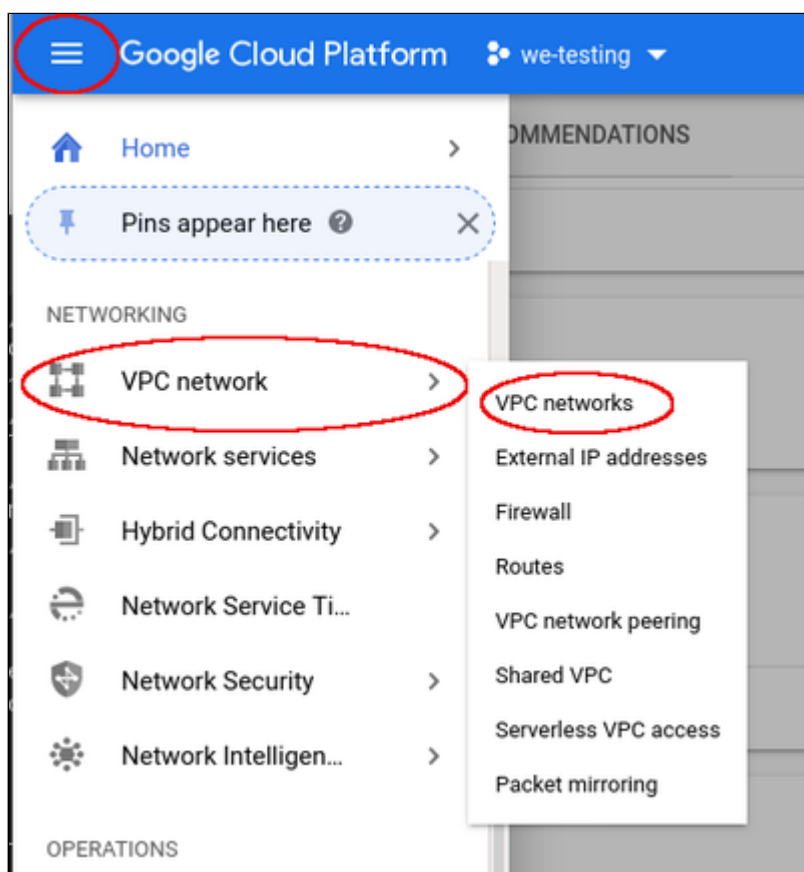 Google Cloud Platform we-testing
OMMENDATIONS
Home
Pins appear here ?
NETWORKING
VPC network
Network services
Hybrid Connectivity
Network Service Ti...
Network Security
Network Intelligen...
OPERATIONS
VPC networks
External IP addresses
Firewall
Routes
VPC network peering
Shared VPC
Serverless VPC access
Packet mirroring